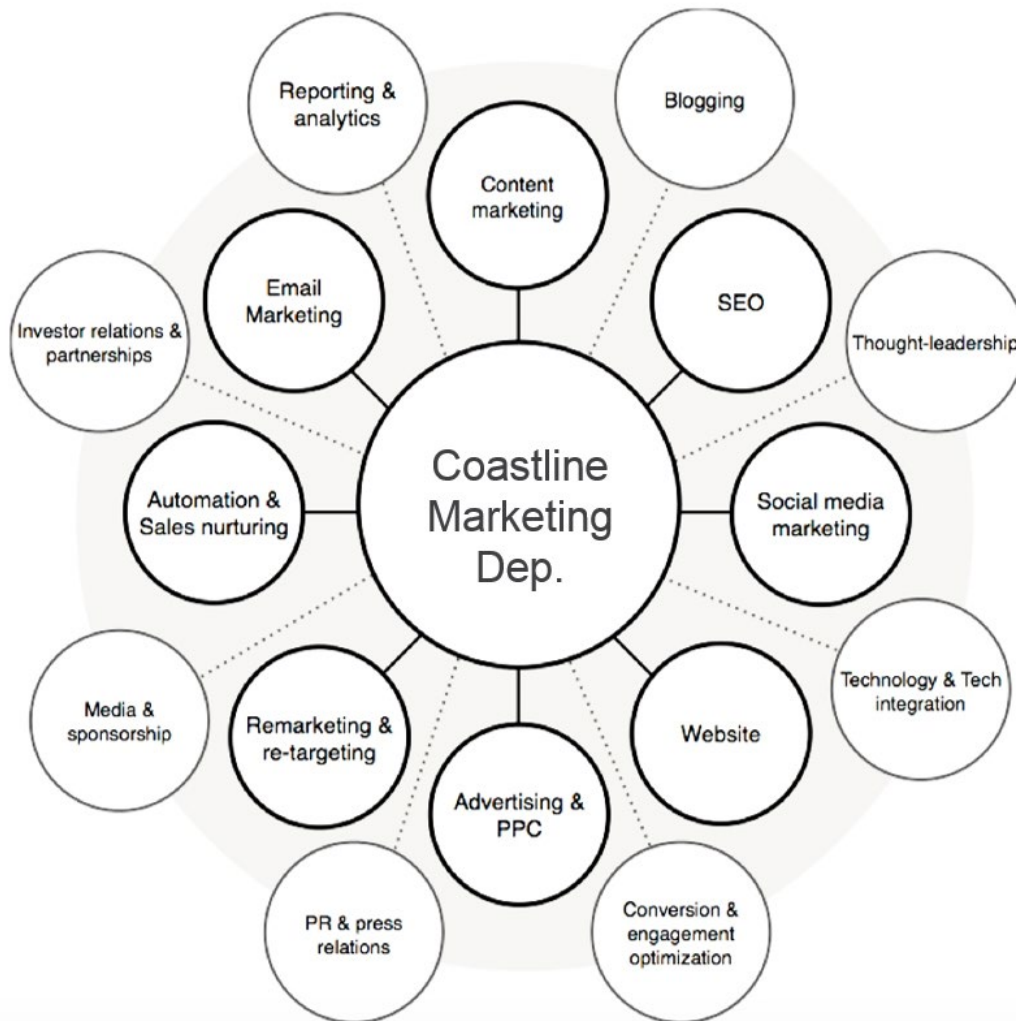 Reporting &
analytics
Blogging
Content
marketing
Email
Marketing
SEO
Investor relations &
partnerships
Thought-leadership
Coastline
Marketing
Dep.
Automation &
Sales nurturing
Social media
marketing
Media &
sponsorship
Technology & Tech
integration
Remarketing &
re-targeting
Website
Advertising &
PPC
PR & press
relations
Conversion &
engagement
optimization